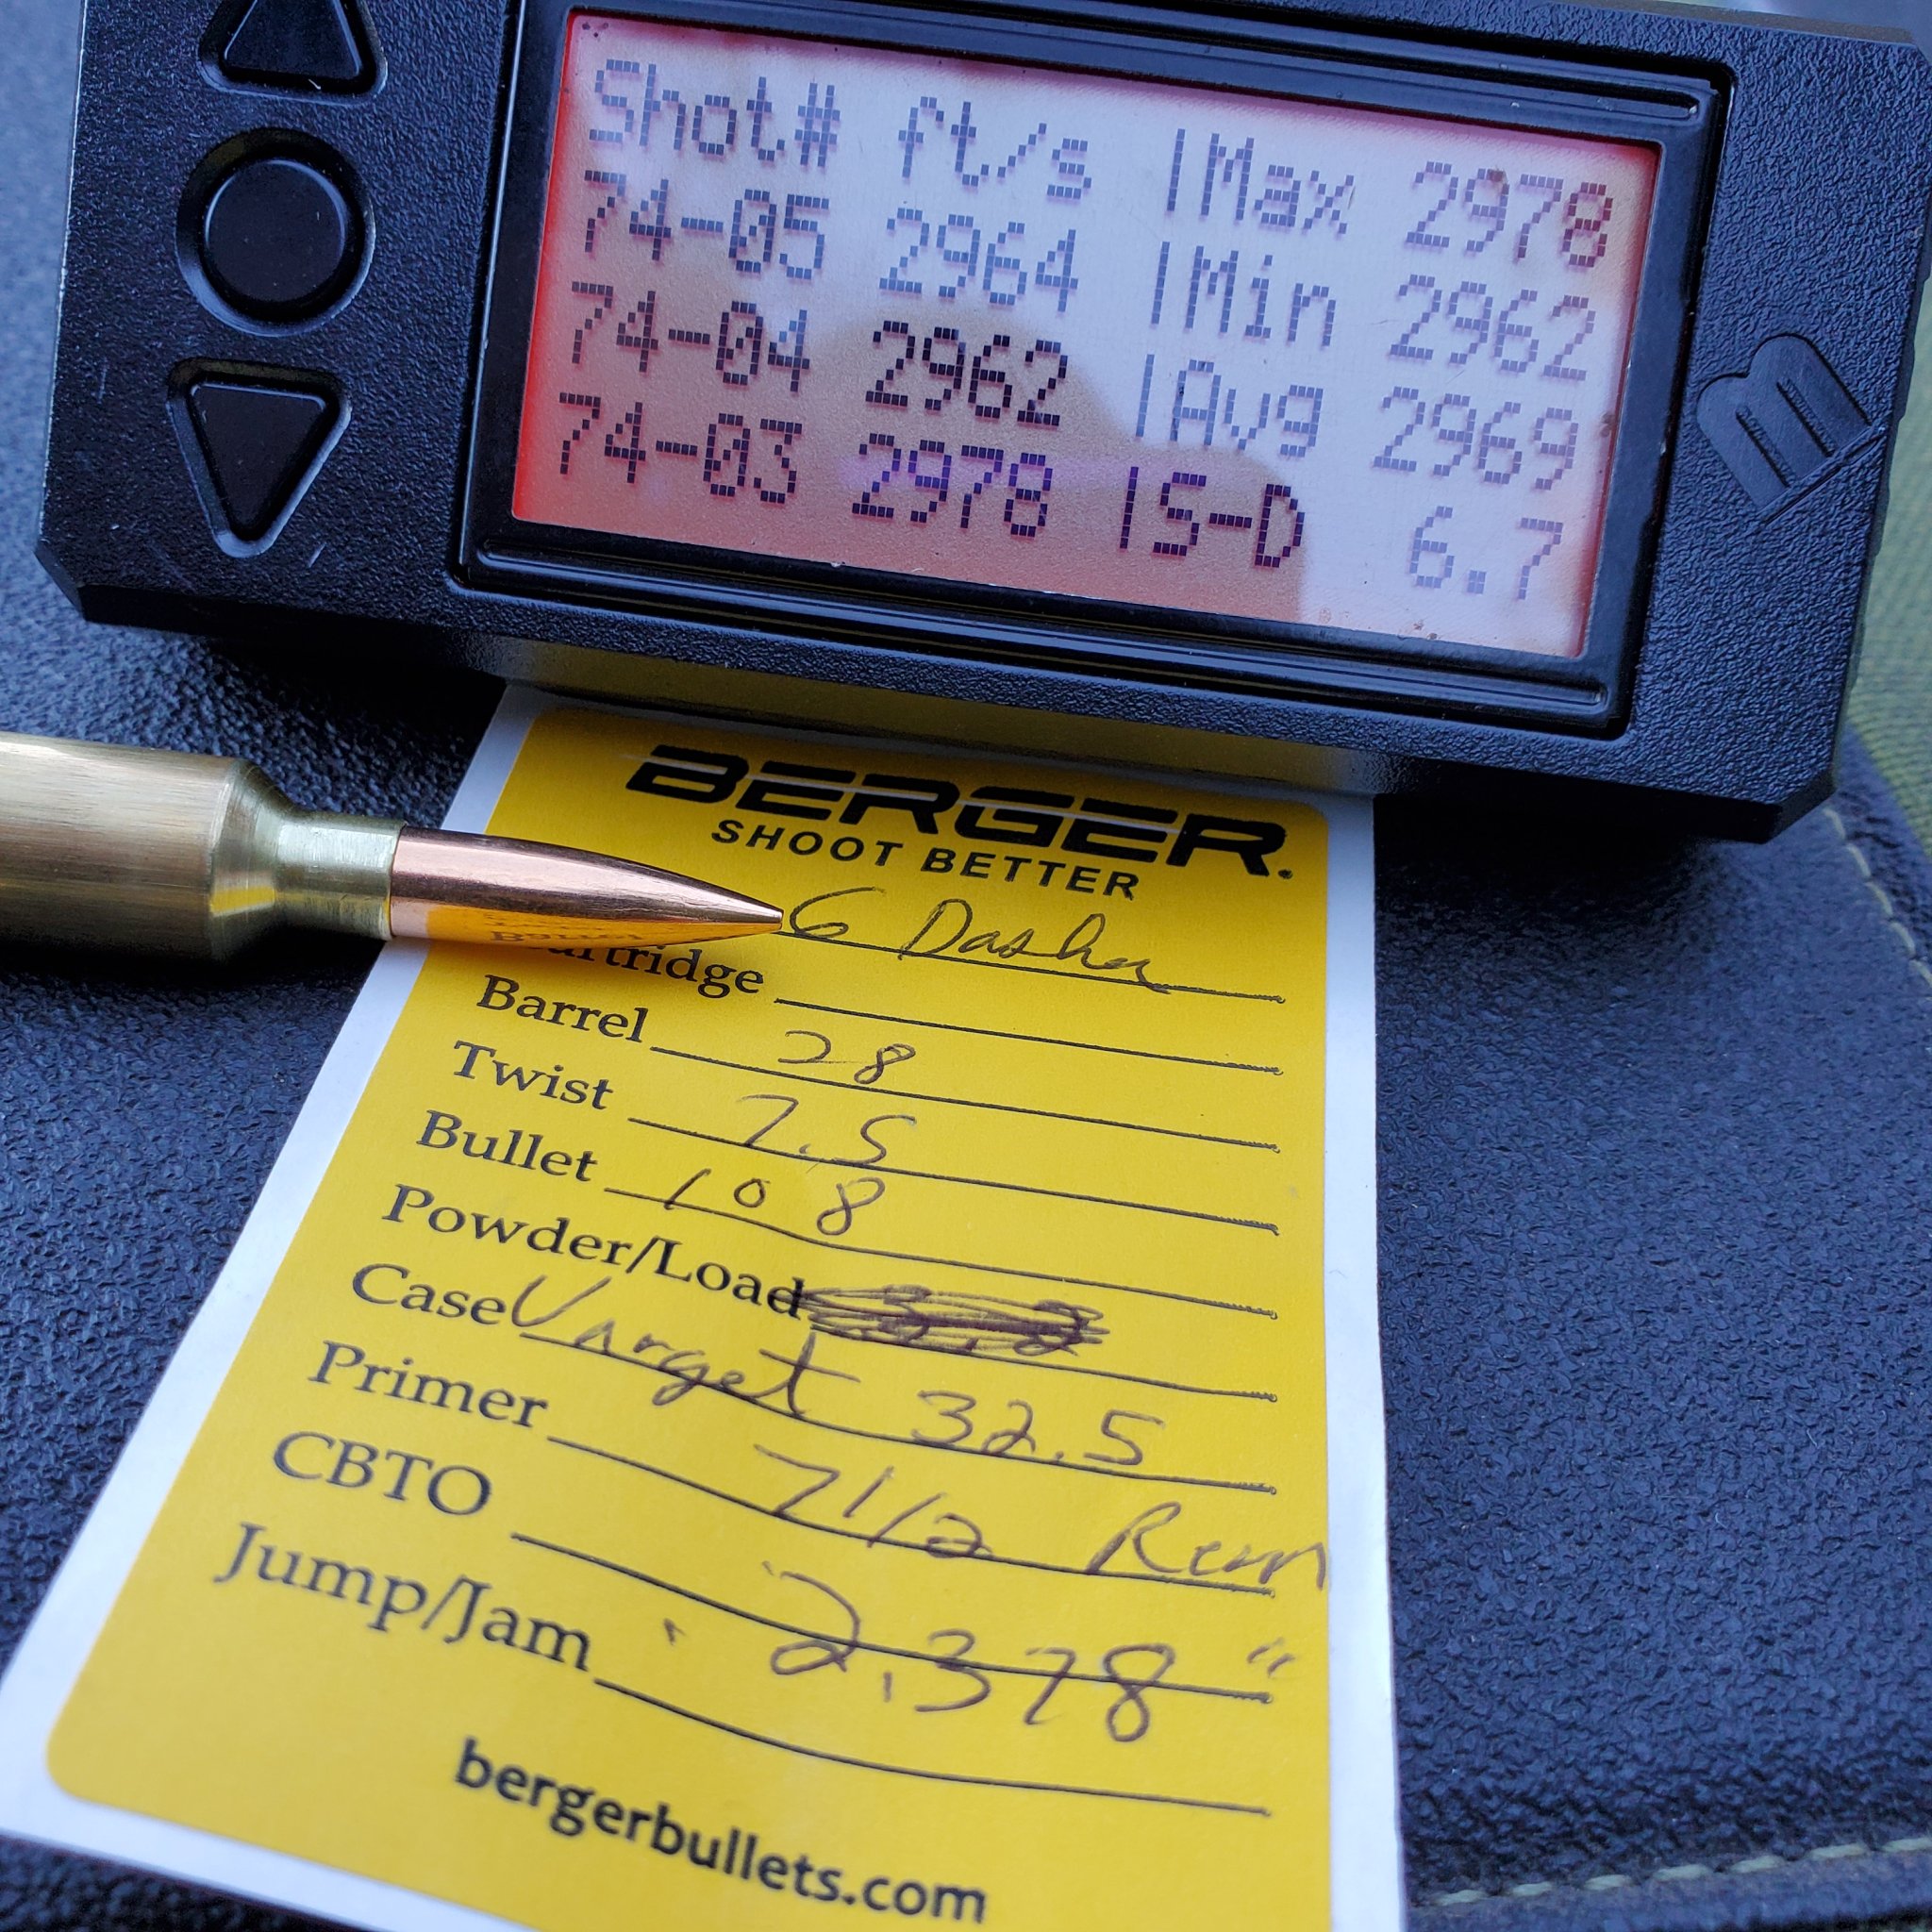 Shot# ft/s |Max 2978
74-05 2964 |Min 2962
74-04 2962 |Avg 2969
74-03 2978 |S-D 6.7
BERGER.
SHOOT BETTER
6 Dasher
Cartridge
Barrel 28
Twist 7.5
Bullet 108
Powder/Load
Case Varget 32.5
Primer 7 1/2 Rem
CBTO 2.378"
Jump/Jam
bergerbullets.com